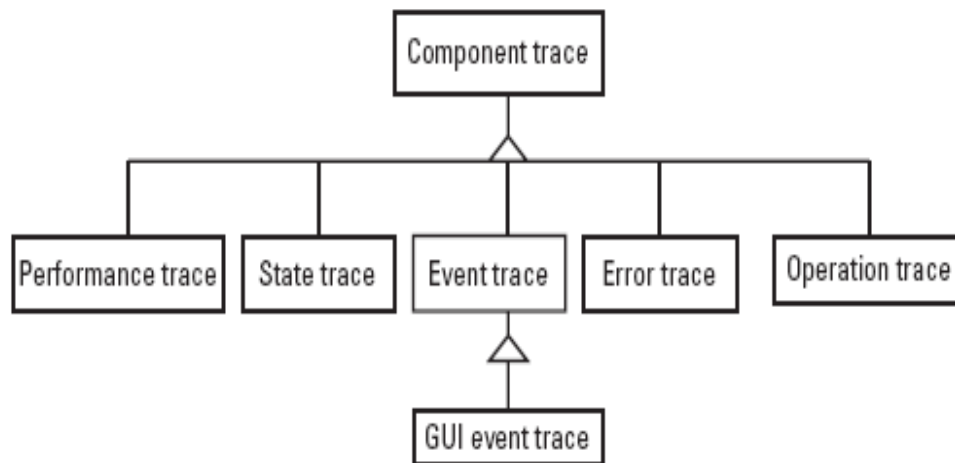 Component trace
Performance trace
State trace
Event trace
Error trace
Operation trace
GUI event trace